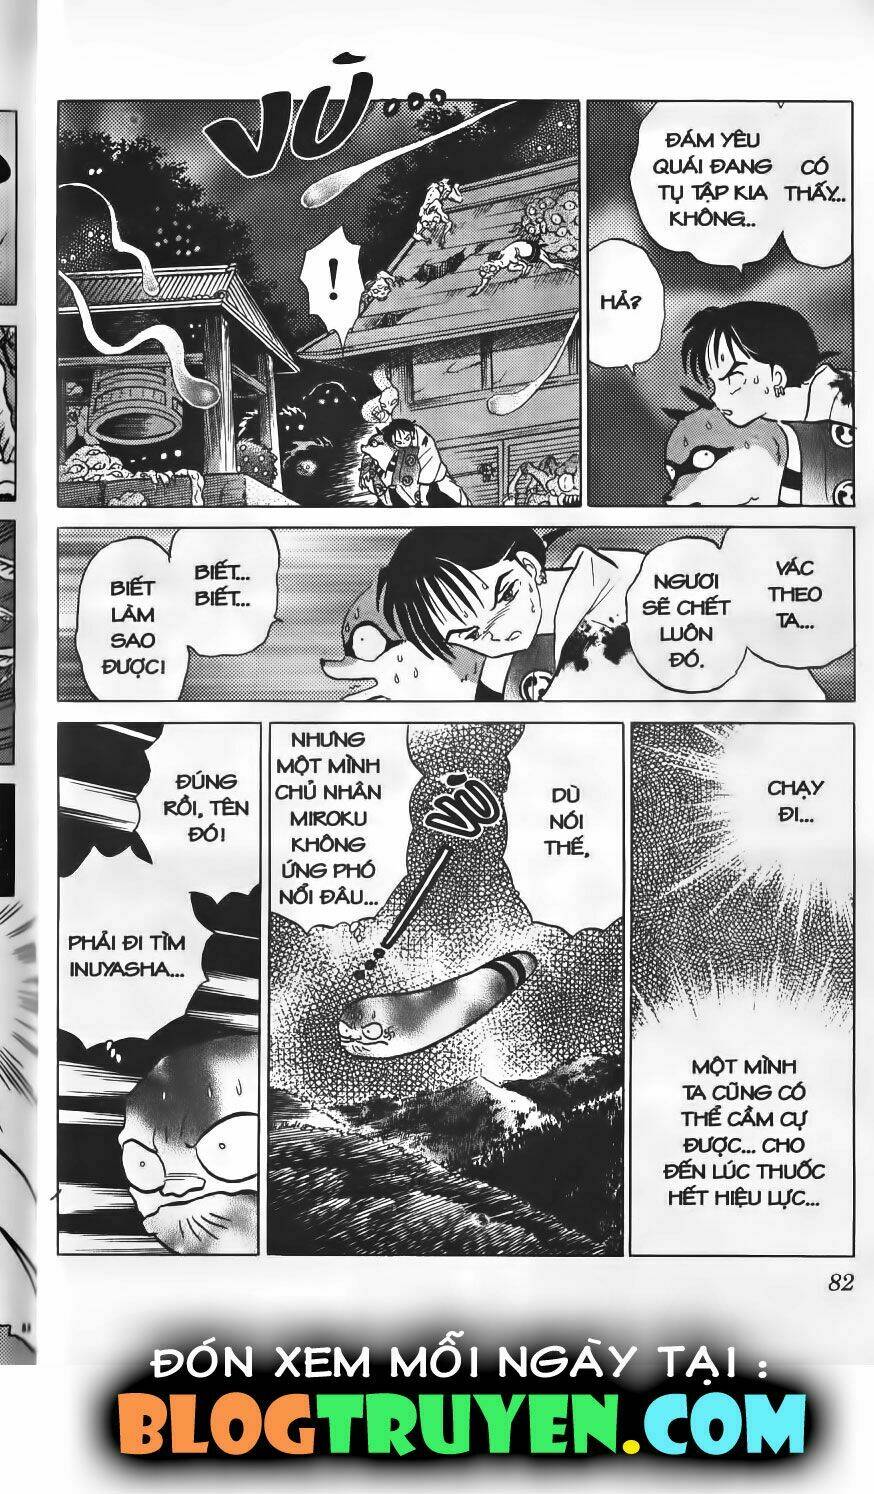 CÓ
THẤY...
ĐÁM YÊU
QUÁI ĐANG
TỤ TẬP KIA
KHÔNG...
HẢ?
VÙ...
!
VÁC
THEO
TA...
NGƯƠI
SẼ CHẾT
LUÔN
ĐÓ.
BIẾT...
BIẾT...
BIẾT
LÀM
SAO
ĐƯỢC!
CHẠY
ĐI...
MỘT MÌNH
TA CŨNG CÓ
THỂ CẦM CỰ
ĐƯỢC... CHO
ĐẾN LÚC THUỐC
HẾT HIỆU LỰC...
DÙ
NÓI
THẾ,
VÙ...
NHƯNG
MỘT MÌNH
CHỦ NHÂN
MIROKU
KHÔNG
ỨNG PHÓ
NỔI ĐÂU...
ĐÚNG
RỒI, TÊN
ĐÓ!
PHẢI ĐI TÌM
INUYASHA...
82
ĐÓN XEM MỖI NGÀY TẠI :
BLOGTRUYEN.COM